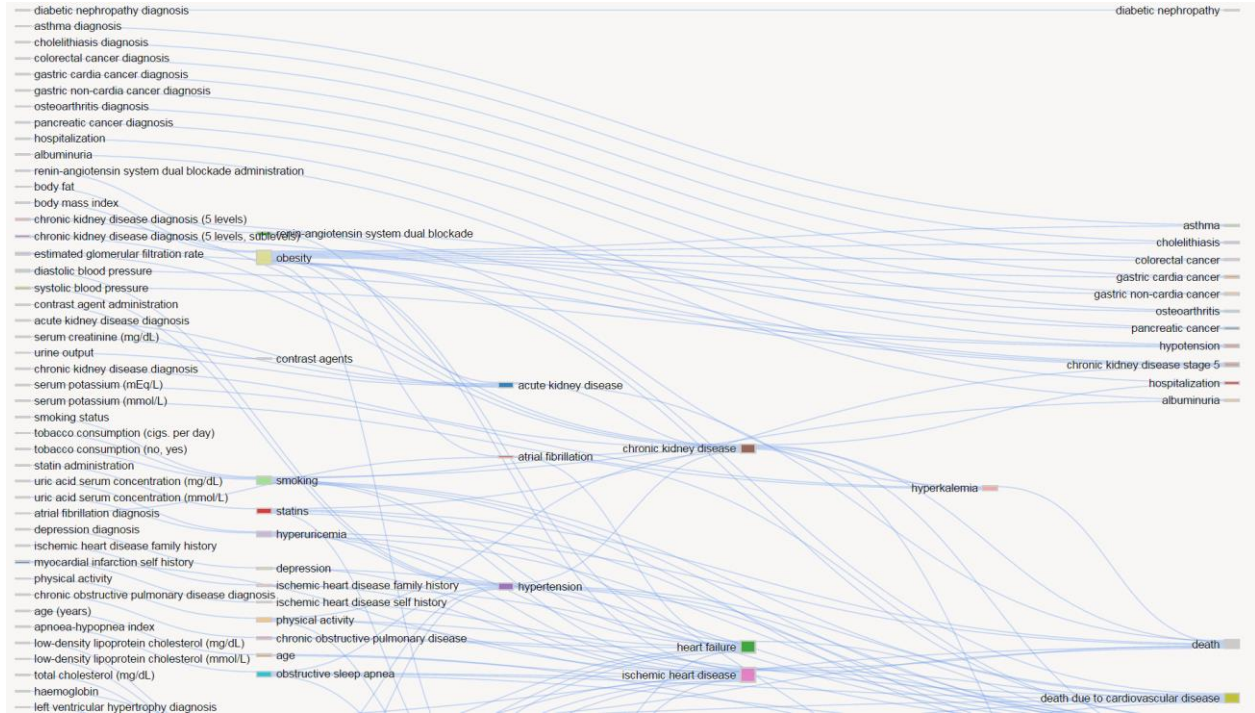 diabetic nephropathy diagnosis
asthma diagnosis
cholelithiasis diagnosis
colorectal cancer diagnosis
gastric cardia cancer diagnosis
gastric non-cardia cancer diagnosis
osteoarthritis diagnosis
pancreatic cancer diagnosis
hospitalization
albuminuria
renin-angiotensin system dual blockade administration
body fat
body mass index
chronic kidney disease diagnosis (5 levels)
chronic kidney disease diagnosis (5 levels, sublevels)
estimated glomerular filtration rate
diastolic blood pressure
systolic blood pressure
contrast agent administration
acute kidney disease diagnosis
serum creatinine (mg/dL)
urine output
chronic kidney disease diagnosis
serum potassium (mEq/L)
serum potassium (mmol/L)
smoking status
tobacco consumption (cigs. per day)
tobacco consumption (no, yes)
statin administration
uric acid serum concentration (mg/dL)
uric acid serum concentration (mmol/L)
atrial fibrillation diagnosis
depression diagnosis
ischemic heart disease family history
myocardial infarction self history
physical activity
chronic obstructive pulmonary disease diagnosis
age (years)
apnoea-hypopnea index
low-density lipoprotein cholesterol (mg/dL)
low-density lipoprotein cholesterol (mmol/L)
total cholesterol (mg/dL)
haemoglobin
left ventricular hypertrophy diagnosis
renin-angiotensin system dual blockade
obesity
contrast agents
smoking
statins
hyperuricemia
depression
ischemic heart disease family history
ischemic heart disease self history
physical activity
chronic obstructive pulmonary disease
age
obstructive sleep apnea
acute kidney disease
atrial fibrillation
hypertension
chronic kidney disease
heart failure
ischemic heart disease
hyperkalemia
diabetic nephropathy
asthma
cholelithiasis
colorectal cancer
gastric cardia cancer
gastric non-cardia cancer
osteoarthritis
pancreatic cancer
hypotension
chronic kidney disease stage 5
hospitalization
albuminuria
death
death due to cardiovascular disease